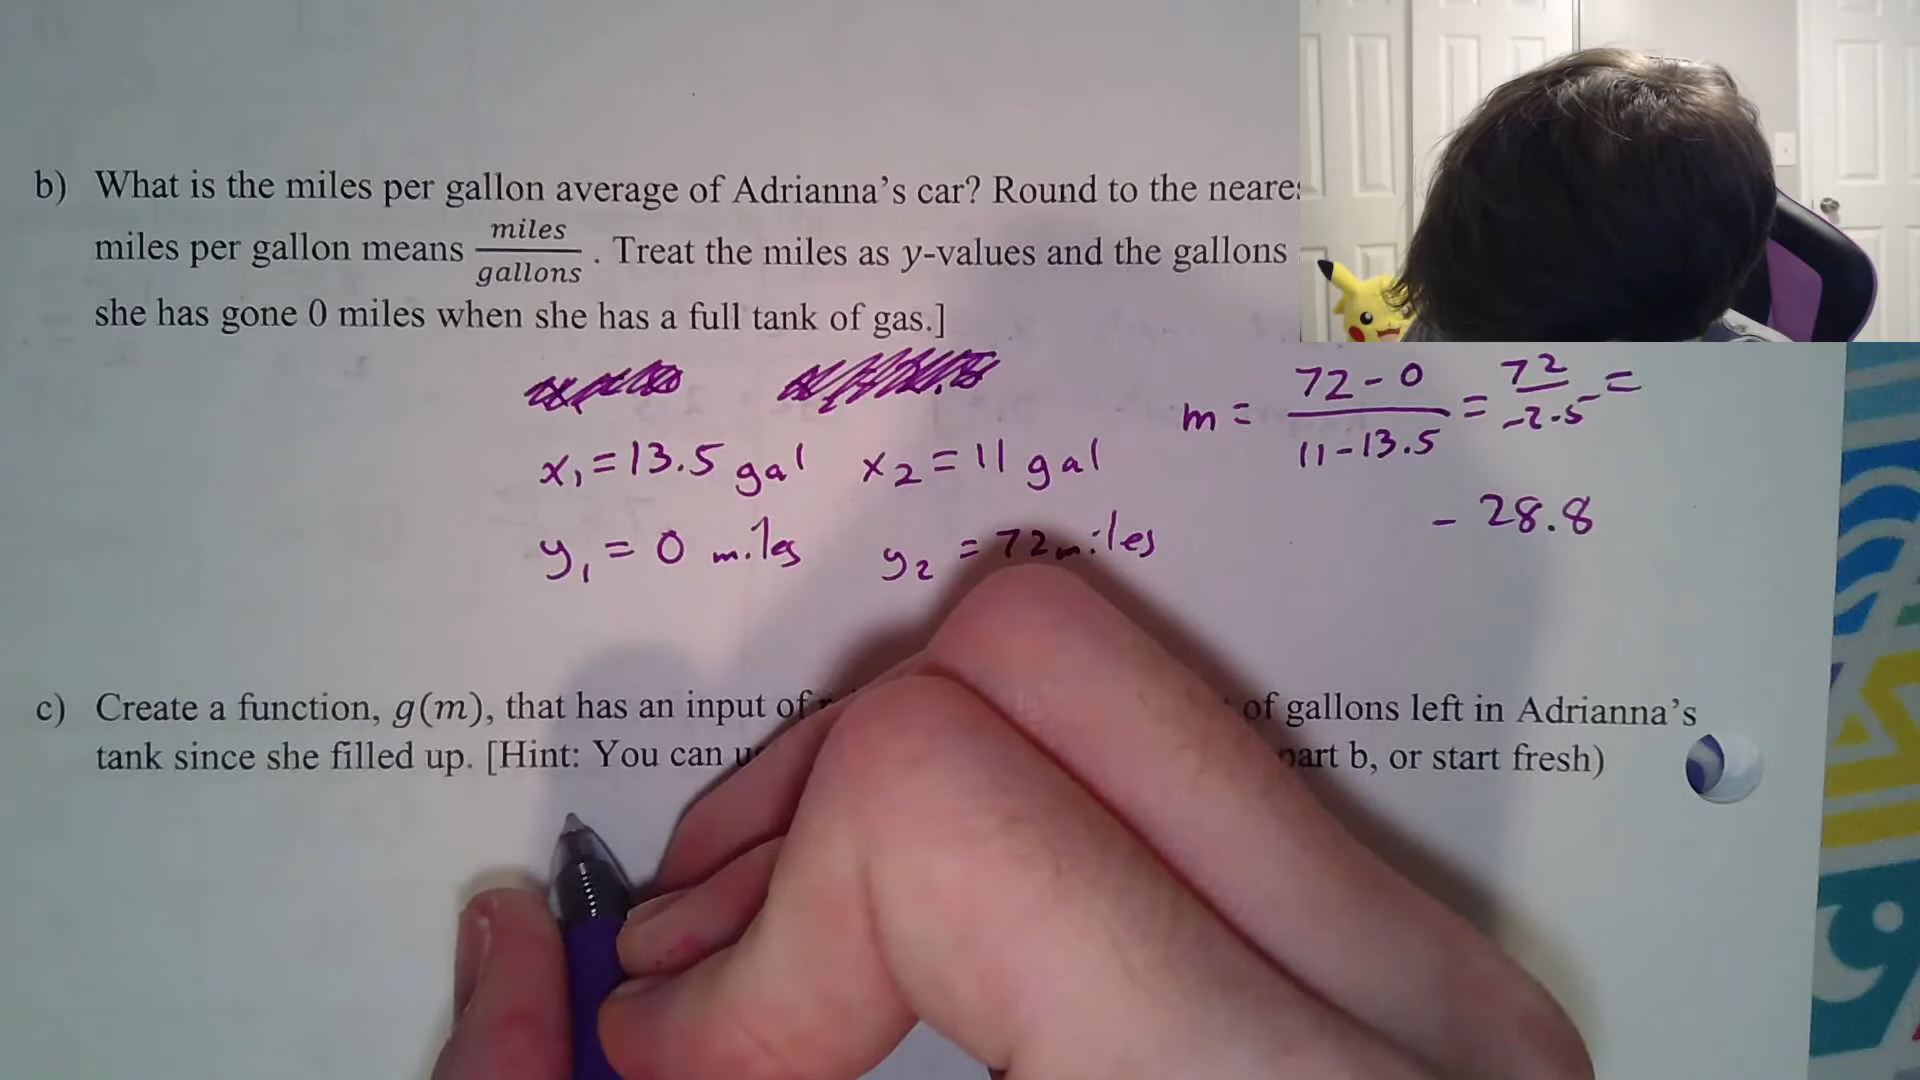 b) What is the miles per gallon average of Adrianna's car? Round to the
miles per gallon means miles/gallons . Treat the miles as y-values and the gallons
she has gone 0 miles when she has a full tank of gas.]
m = 72-0/11-13.5 = 72/-2.5 =
- 28.8
x₁=13.5 gal x₂=11 gal
y₁=0 miles y₂=72miles
c) Create a function, g(m), that has an input of of gallons left in Adrianna's
tank since she filled up. [Hint: You can part b, or start fresh)